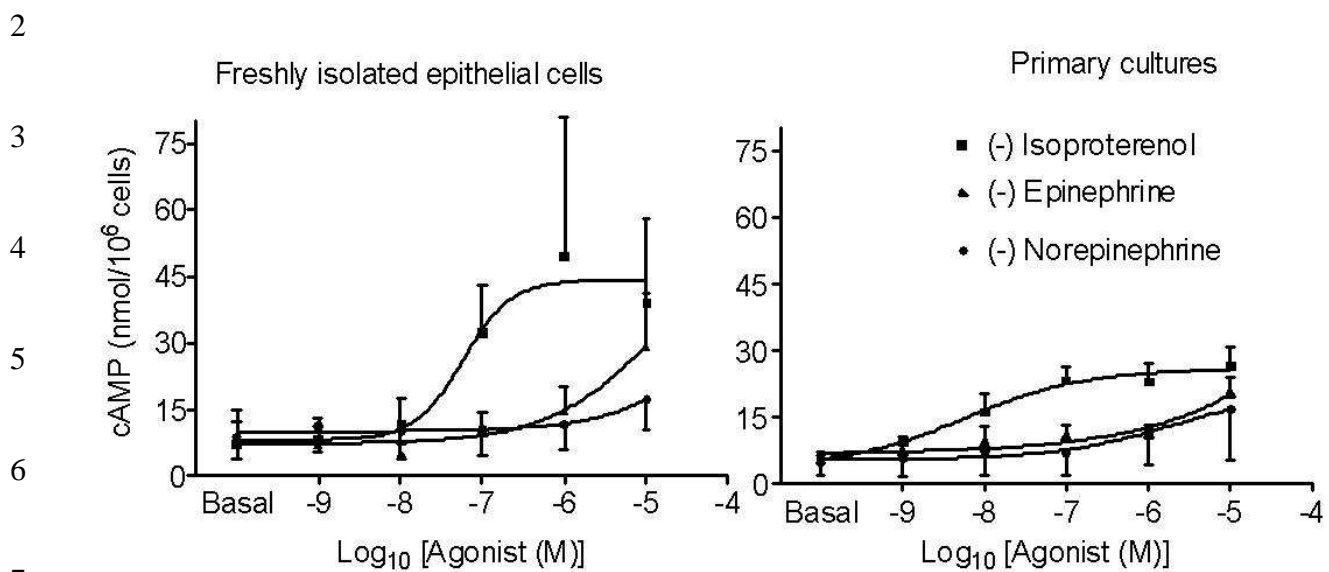 2
3
4
5
6
Freshly isolated epithelial cells
75
60
45
30
15
0
cAMP (nmol/10⁶ cells)
Basal -9 -8 -7 -6 -5 -4
Log₁₀ [Agonist (M)]
Primary cultures
(-) Isoproterenol
(-) Epinephrine
(-) Norepinephrine
75
60
45
30
15
0
Basal -9 -8 -7 -6 -5 -4
Log₁₀ [Agonist (M)]